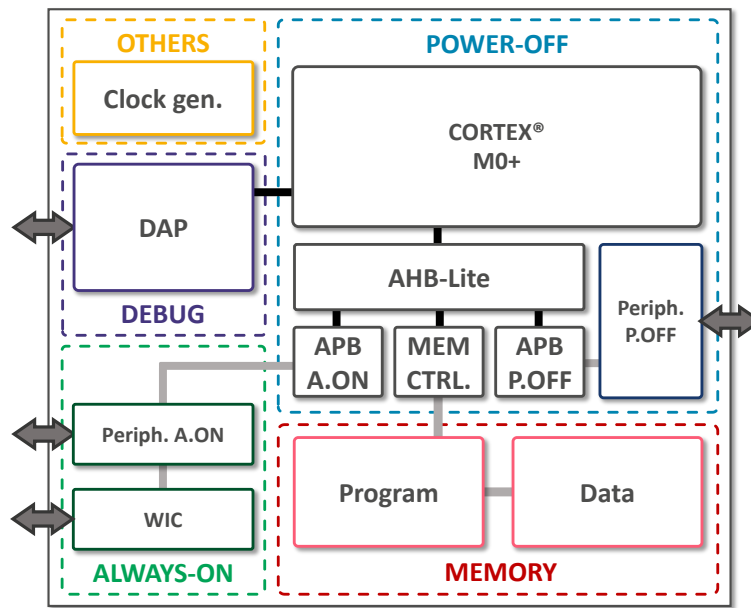 OTHERS
Clock gen.
POWER-OFF
CORTEX®
M0+
DAP
DEBUG
AHB-Lite
Periph.
P.OFF
APB
A.ON
MEM
CTRL.
APB
P.OFF
Periph. A.ON
WIC
ALWAYS-ON
Program
Data
MEMORY